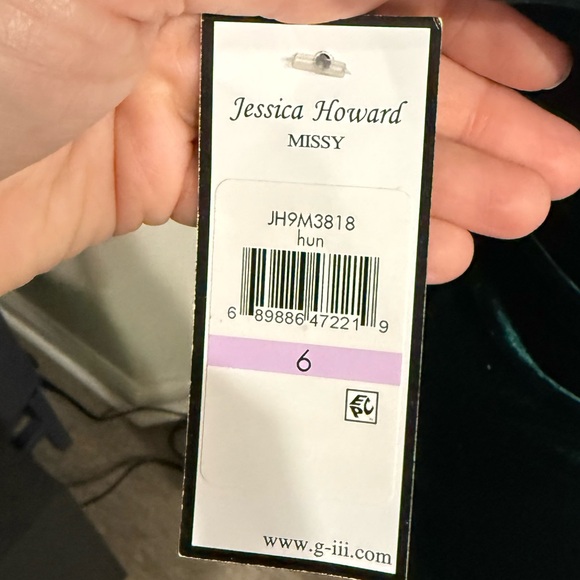 Jessica Howard
MISSY
JH9M3818
hun
6 89886 47221 9
6
EPC
www.g-iii.com